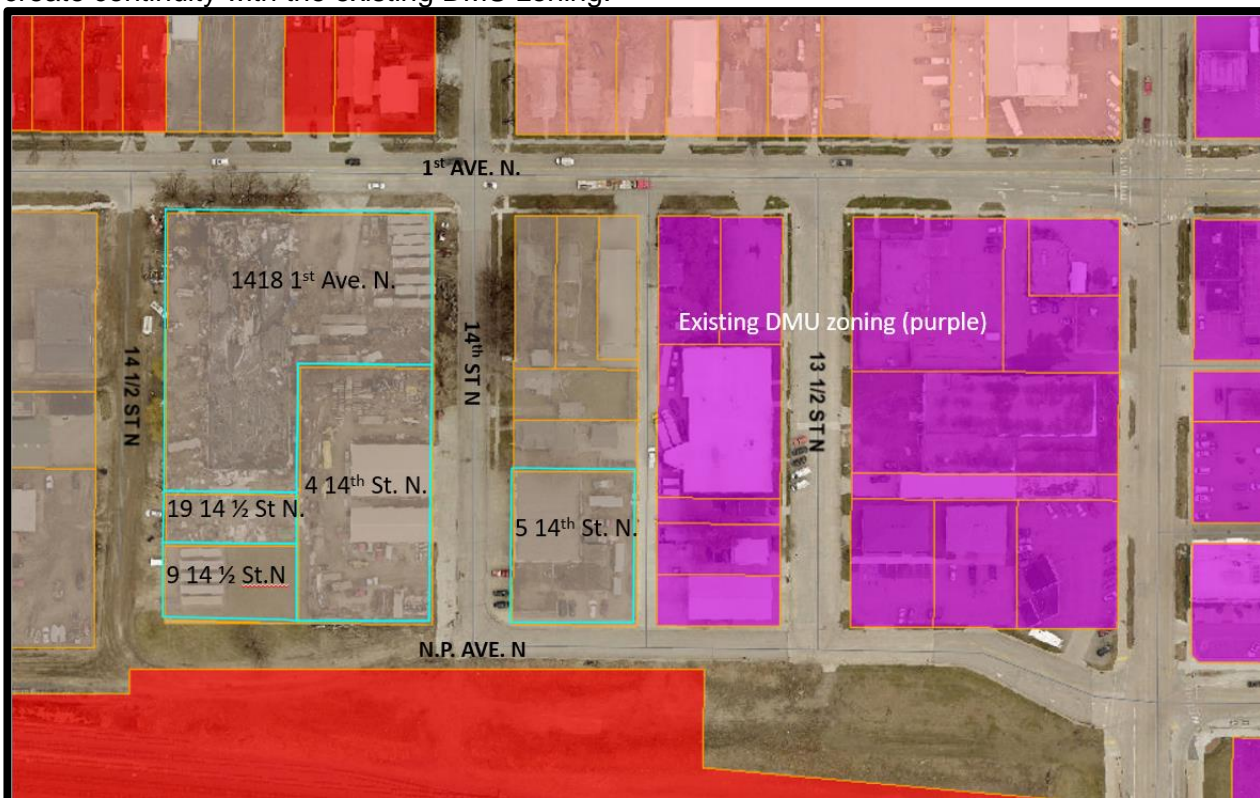 create continuity with the existing DMU zoning.
1st AVE. N.
1418 1st Ave. N.
Existing DMU zoning (purple)
14 1/2 ST N
14th ST N
13 1/2 ST N
4 14th St. N.
19 14 ½ St N.
5 14th St. N.
9 14 ½ St.N
N.P. AVE. N